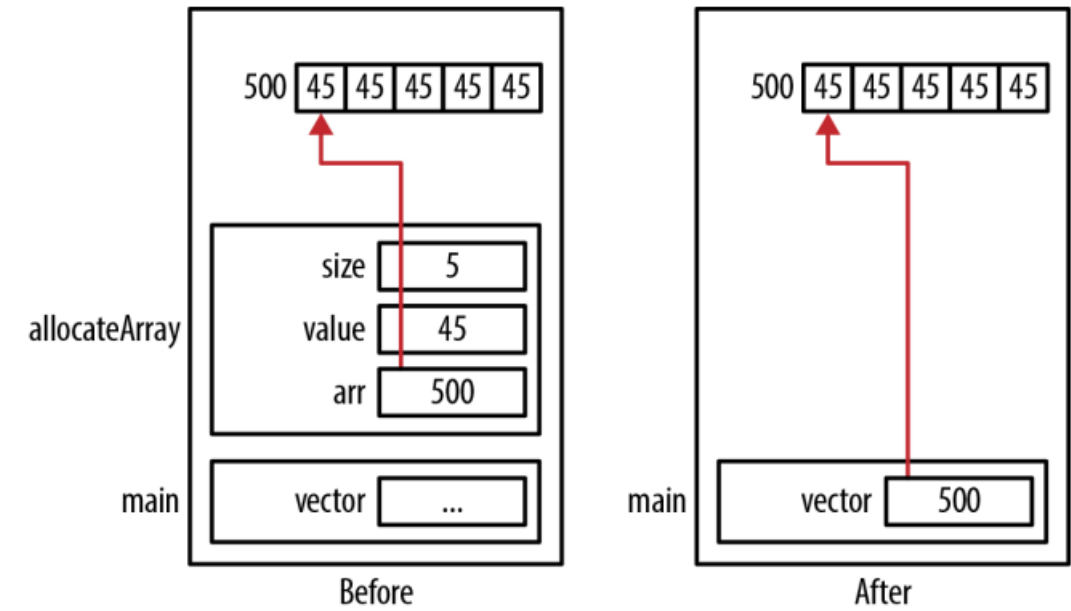 500 45 45 45 45 45
size 5
allocateArray value 45
arr 500
main vector ...
Before
500 45 45 45 45 45
main vector 500
After